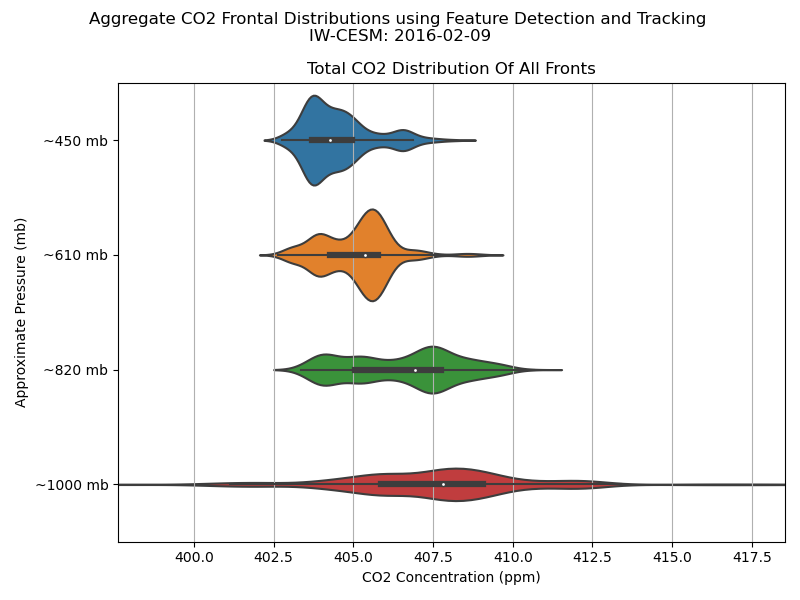 Aggregate CO2 Frontal Distributions using Feature Detection and Tracking
IW-CESM: 2016-02-09
Total CO2 Distribution Of All Fronts
Approximate Pressure (mb)
~450 mb
~610 mb
~820 mb
~1000 mb
400.0 402.5 405.0 407.5 410.0 412.5 415.0 417.5
CO2 Concentration (ppm)